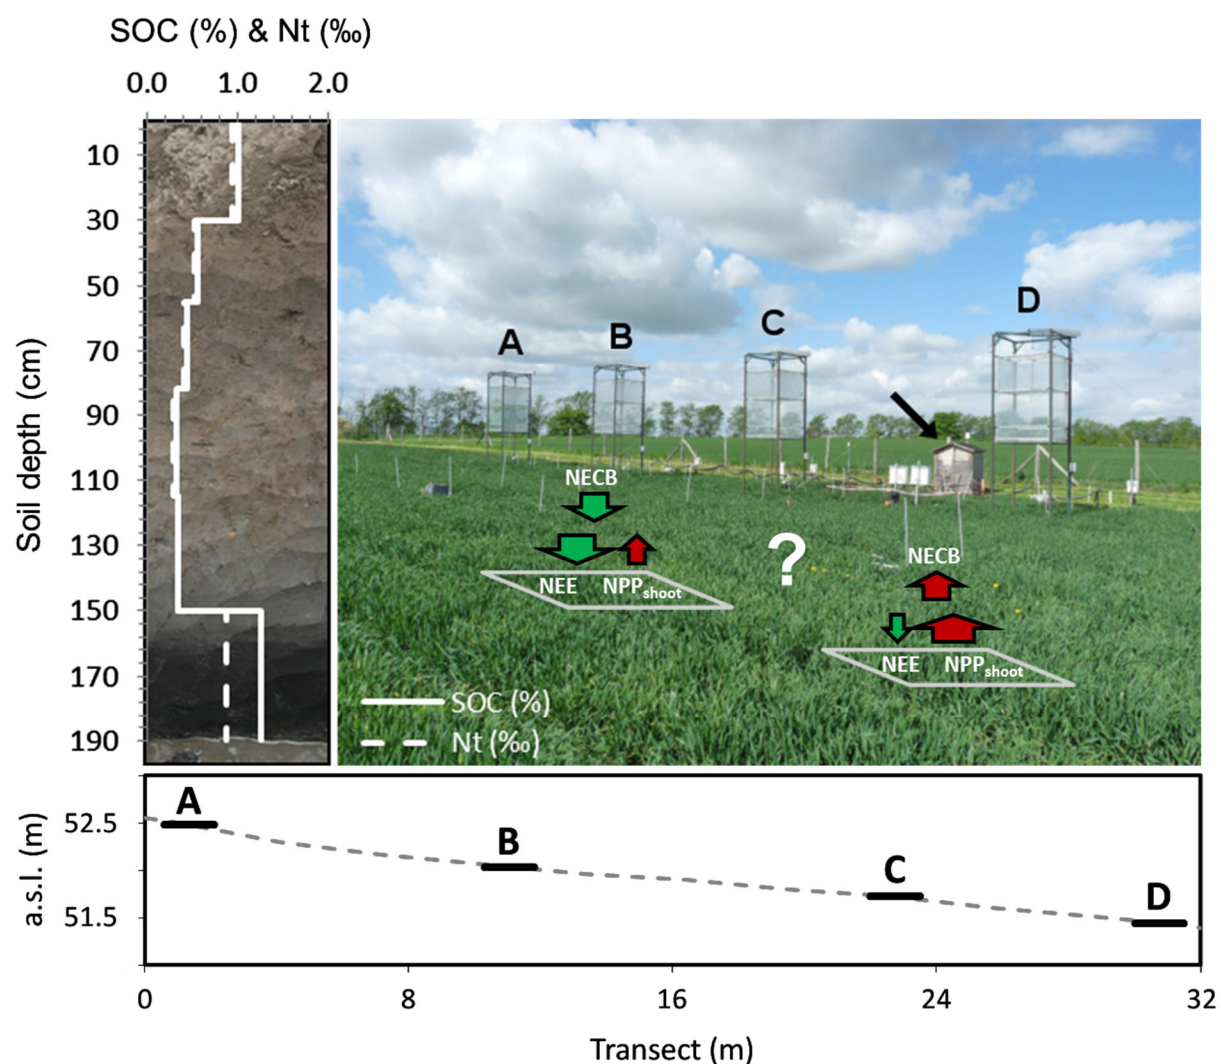 SOC (%) & Nt (‰)
0.0 1.0 2.0
Soil depth (cm)
10
30
50
70
90
110
130
150
170
190
A
B
C
D
NECB
NEE NPPshoot
?
NECB
NEE NPPshoot
SOC (%)
Nt (‰)
a.s.l. (m)
52.5
51.5
A
B
C
D
0 8 16 24 32
Transect (m)